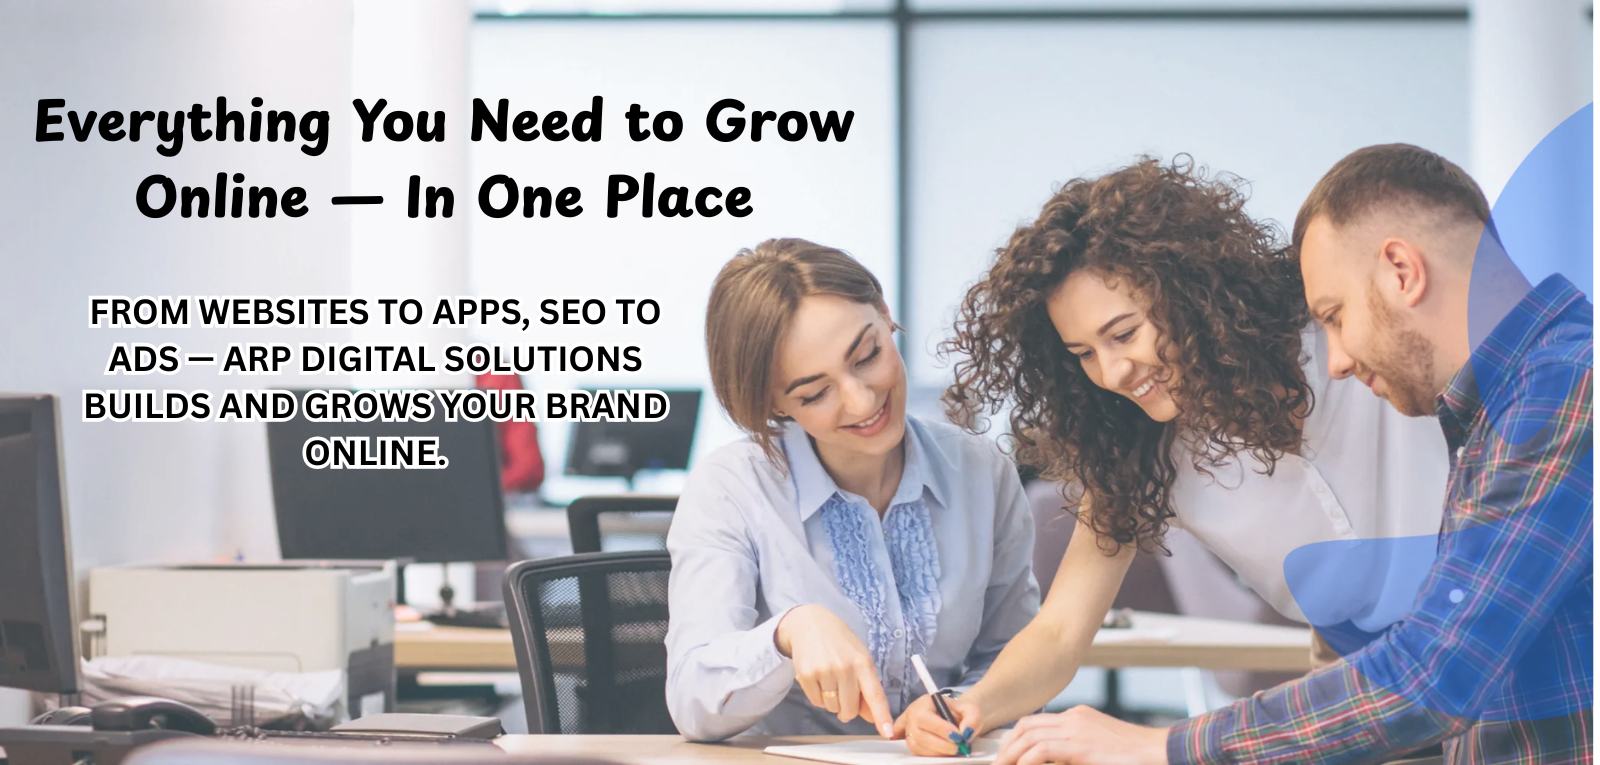 Everything You Need to Grow
Online — In One Place
FROM WEBSITES TO APPS, SEO TO
ADS — ARP DIGITAL SOLUTIONS
BUILDS AND GROWS YOUR BRAND
ONLINE.